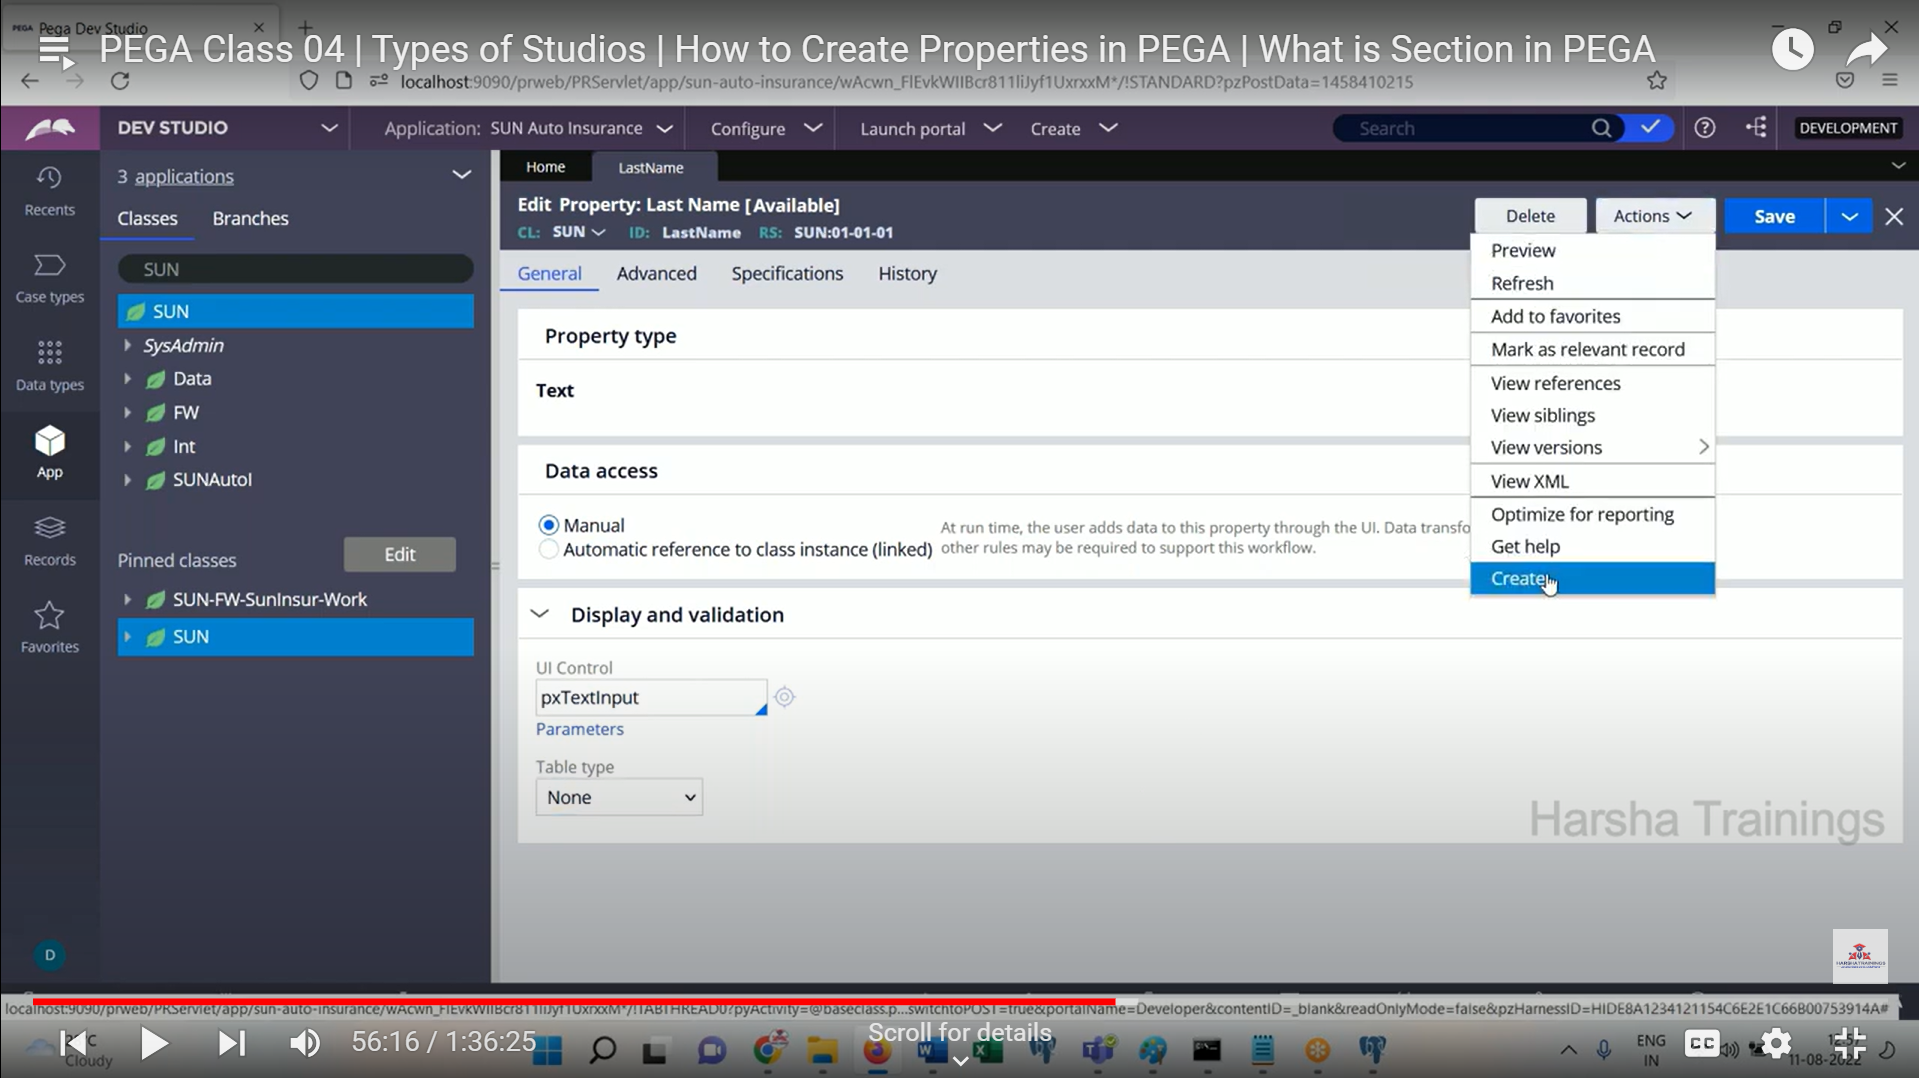 PEGA Pega Dev Studio
PEGA Class 04 | Types of Studios | How to Create Properties in PEGA | What is Section in PEGA
localhost:9090/prweb/PRServlet/app/sun-auto-insurance/wAcwn_FlEvkWIIBcr811liJyf1UxrxxM*/!STANDARD?pzPostData=1458410215
DEV STUDIO
Application: SUN Auto Insurance
Configure
Launch portal
Create
Search
DEVELOPMENT
Recents
Case types
Data types
App
Records
Favorites
D
3 applications
Classes
Branches
SUN
SUN
SysAdmin
Data
FW
Int
SUNAutoI
Pinned classes
Edit
SUN-FW-SunInsur-Work
SUN
Home
LastName
Edit Property: Last Name [Available]
CL: SUN ID: LastName RS: SUN:01-01-01
Delete
Actions
Save
General
Advanced
Specifications
History
Preview
Refresh
Add to favorites
Mark as relevant record
View references
View siblings
View versions
View XML
Optimize for reporting
Get help
Create
Property type
Text
Data access
Manual
Automatic reference to class instance (linked)
At run time, the user adds data to this property through the UI. Data transfo
other rules may be required to support this workflow.
Display and validation
UI Control
pxTextInput
Parameters
Table type
None
Harsha Trainings
HARSHA TRAININGS
localhost:9090/prweb/PRServlet/app/sun-auto-insurance/wAcwn_FlEvkWIIBcr811liJyf1UxrxxM*/!TABTHREAD0?pyActivity=@baseclass.p...switchtoPOST=true&portalName=Developer&contentID=_blank&readOnlyMode=false&pzHarnessID=HIDE8A1234121154C6E2E1C66B00753914A#
Cloudy
56:16 / 1:36:25
Scroll for details
ENG
IN
CC
11-08-2022